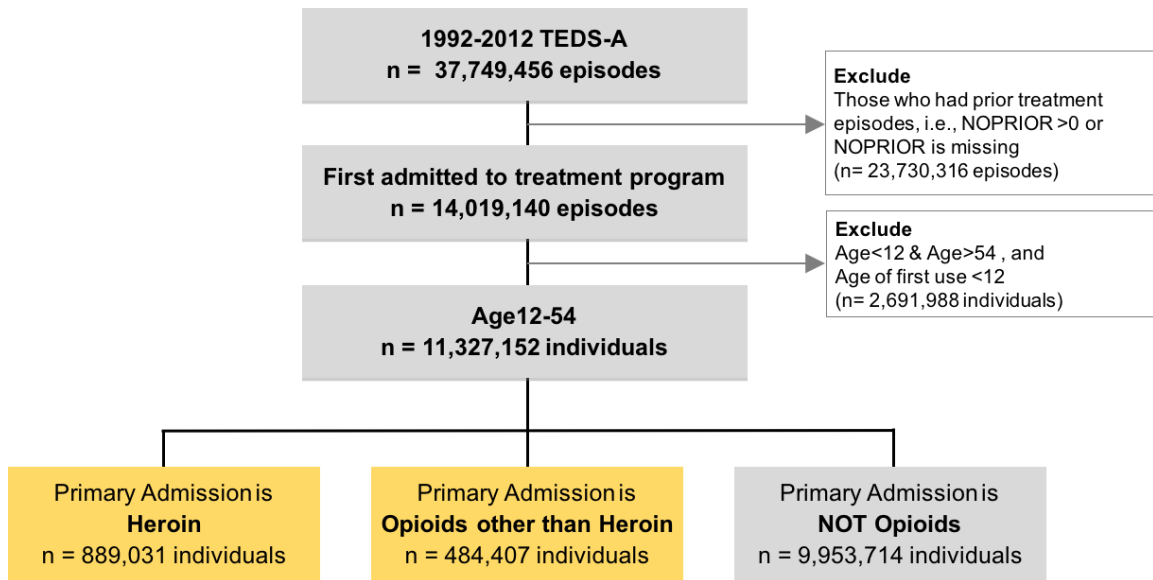 1992-2012 TEDS-A
n = 37,749,456 episodes
Exclude
Those who had prior treatment
episodes, i.e., NOPRIOR >0 or
NOPRIOR is missing
(n= 23,730,316 episodes)
First admitted to treatment program
n = 14,019,140 episodes
Exclude
Age<12 & Age>54 , and
Age of first use <12
(n= 2,691,988 individuals)
Age12-54
n = 11,327,152 individuals
Primary Admission is
Heroin
n = 889,031 individuals
Primary Admission is
Opioids other than Heroin
n = 484,407 individuals
Primary Admission is
NOT Opioids
n = 9,953,714 individuals